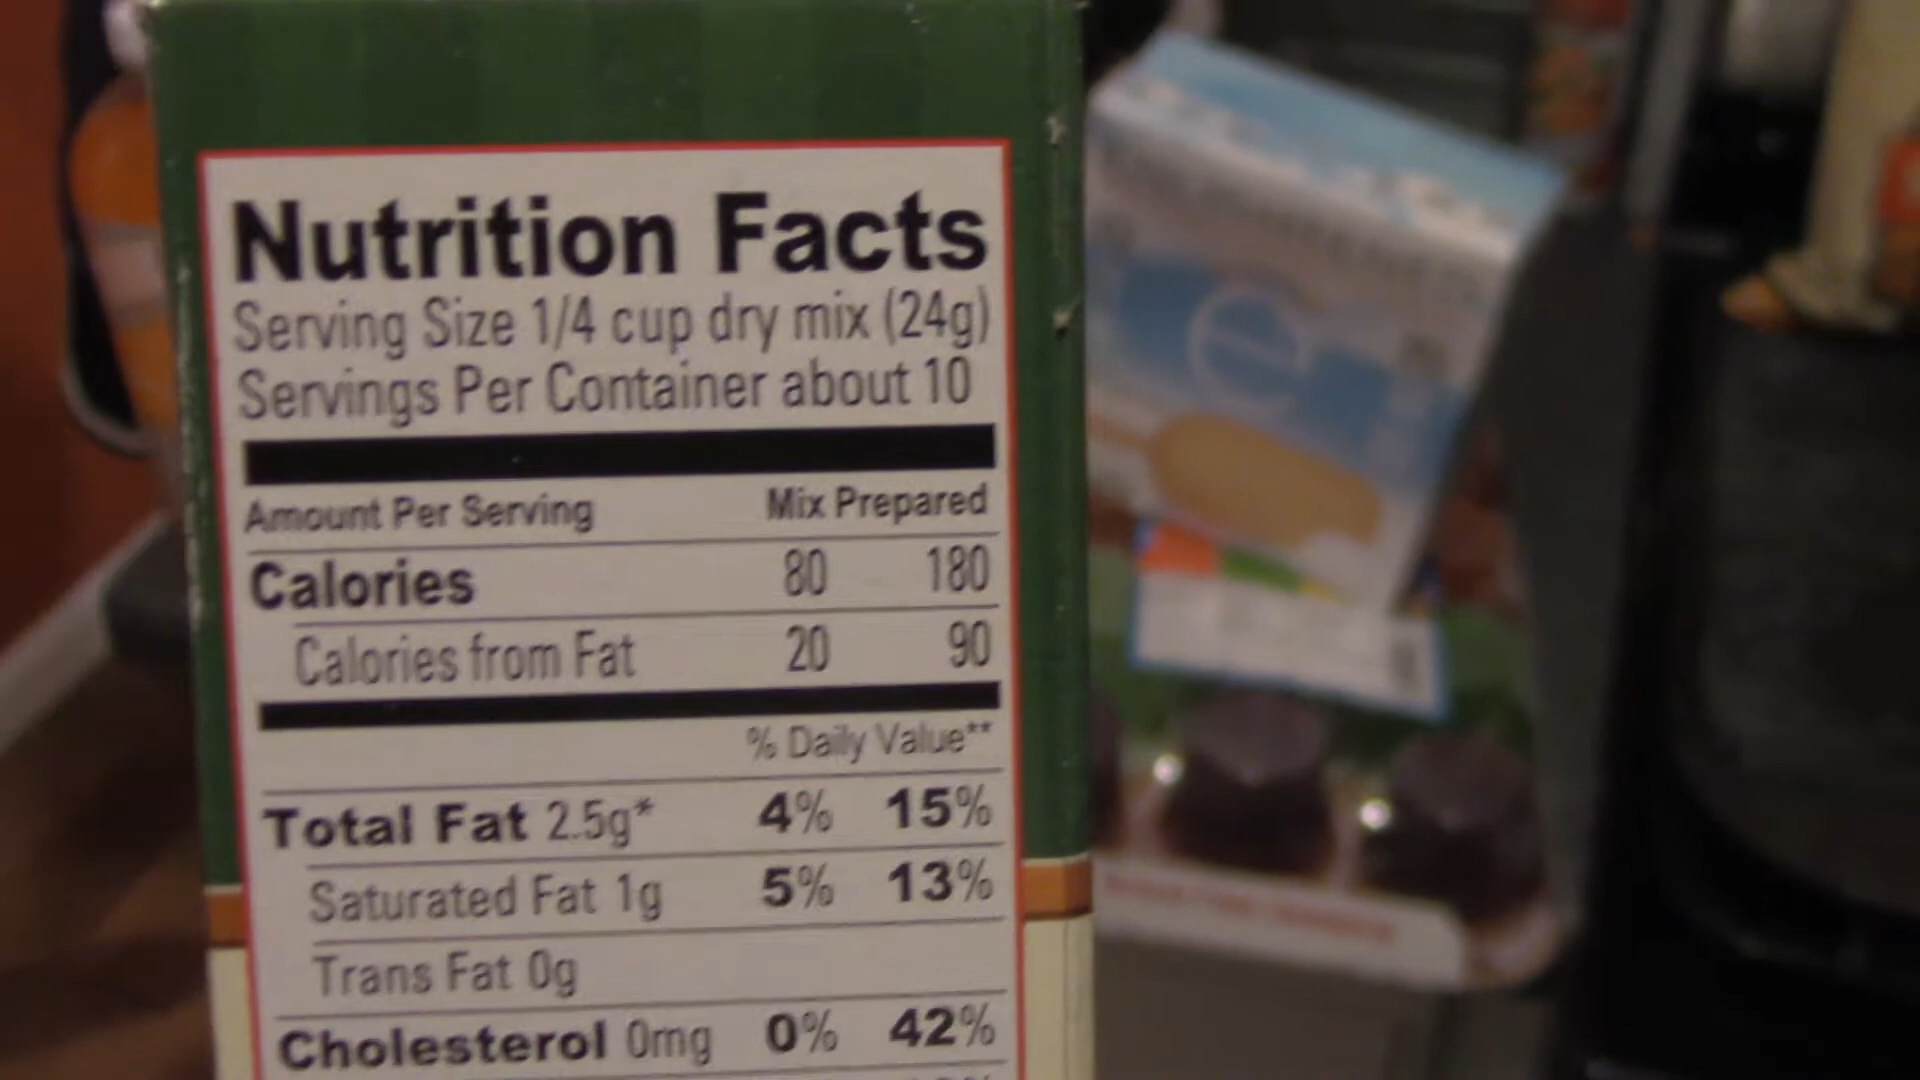 Nutrition Facts
Serving Size 1/4 cup dry mix (24g)
Servings Per Container about 10
Amount Per Serving Mix Prepared
Calories 80 180
Calories from Fat 20 90
% Daily Value**
Total Fat 2.5g* 4% 15%
Saturated Fat 1g 5% 13%
Trans Fat 0g
Cholesterol 0mg 0% 42%